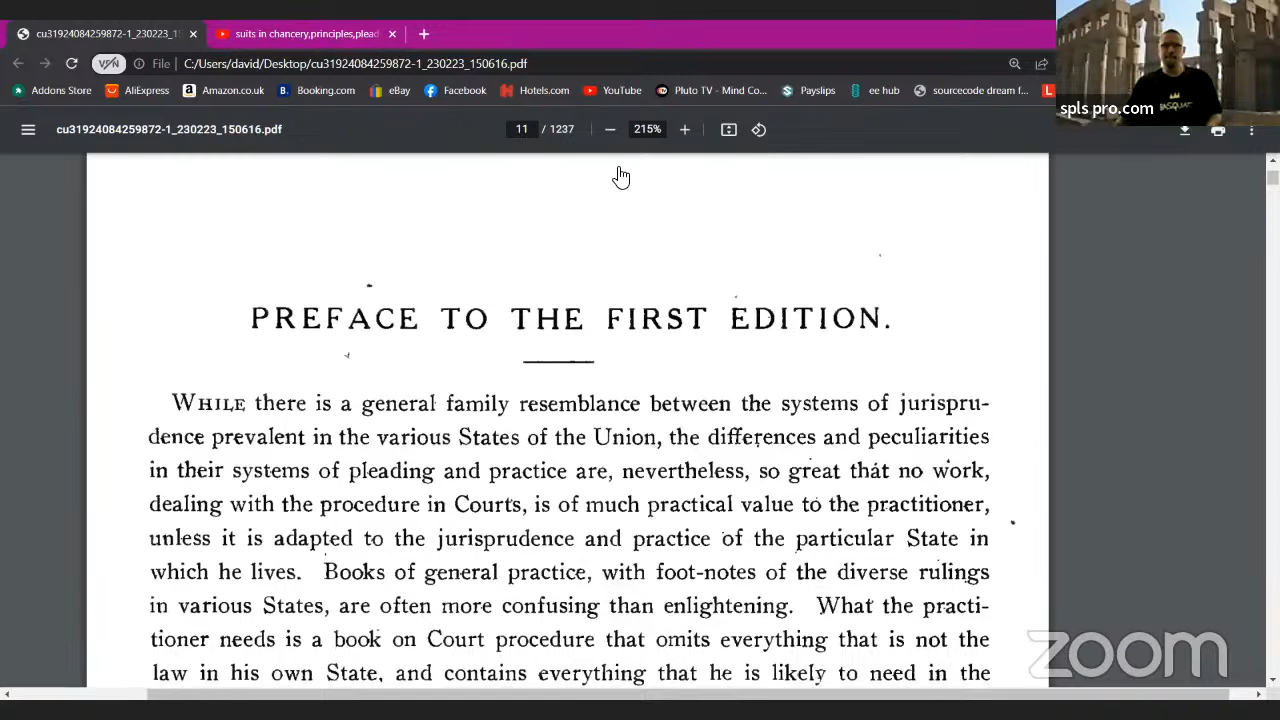 cu31924084259872-1_230223_15
suits in chancery,principles,plead
VPN
File
C:/Users/david/Desktop/cu31924084259872-1_230223_150616.pdf
Addons Store
AliExpress
Amazon.co.uk
Booking.com
eBay
Facebook
Hotels.com
YouTube
Pluto TV - Mind Co...
Payslips
ee hub
sourcecode dream f...
L
spls pro.com
BASQUIAT
cu31924084259872-1_230223_150616.pdf
11 / 1237
215%
PREFACE TO THE FIRST EDITION.
WHILE there is a general family resemblance between the systems of jurispru-
dence prevalent in the various States of the Union, the differences and peculiarities
in their systems of pleading and practice are, nevertheless, so great that no work,
dealing with the procedure in Courts, is of much practical value to the practitioner,
unless it is adapted to the jurisprudence and practice of the particular State in
which he lives. Books of general practice, with foot-notes of the diverse rulings
in various States, are often more confusing than enlightening. What the practi-
tioner needs is a book on Court procedure that omits everything that is not the
law in his own State, and contains everything that he is likely to need in the
zoom